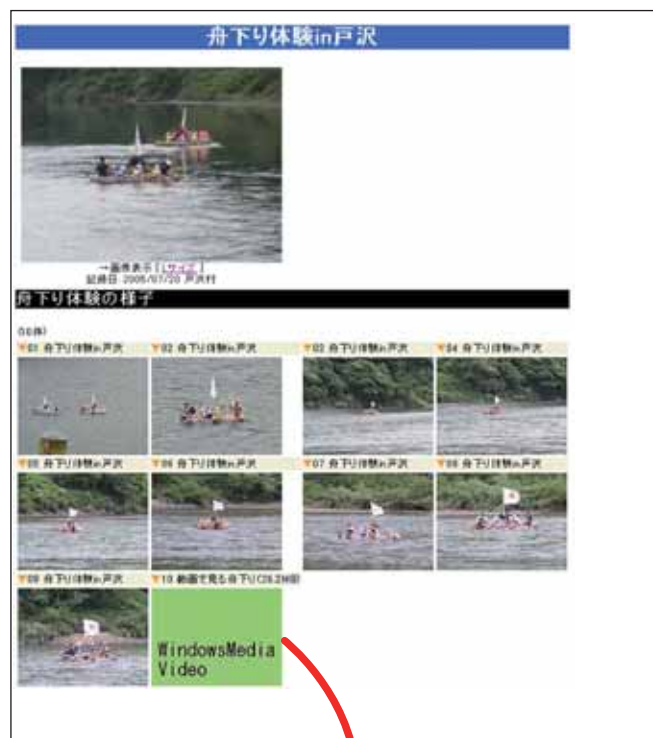 舟下り体験in戸沢
→画像表示 [Lサイズ]
記録日 2005/07/20 戸沢村
舟下り体験の様子
▼01 舟下り体験in戸沢 ▼02 舟下り体験in戸沢 ▼03 舟下り体験in戸沢 ▼04 舟下り体験in戸沢
▼05 舟下り体験in戸沢 ▼06 舟下り体験in戸沢 ▼07 舟下り体験in戸沢 ▼08 舟下り体験in戸沢
▼09 舟下り体験in戸沢 ▼10 動画で見る舟下り
WindowsMedia
Video